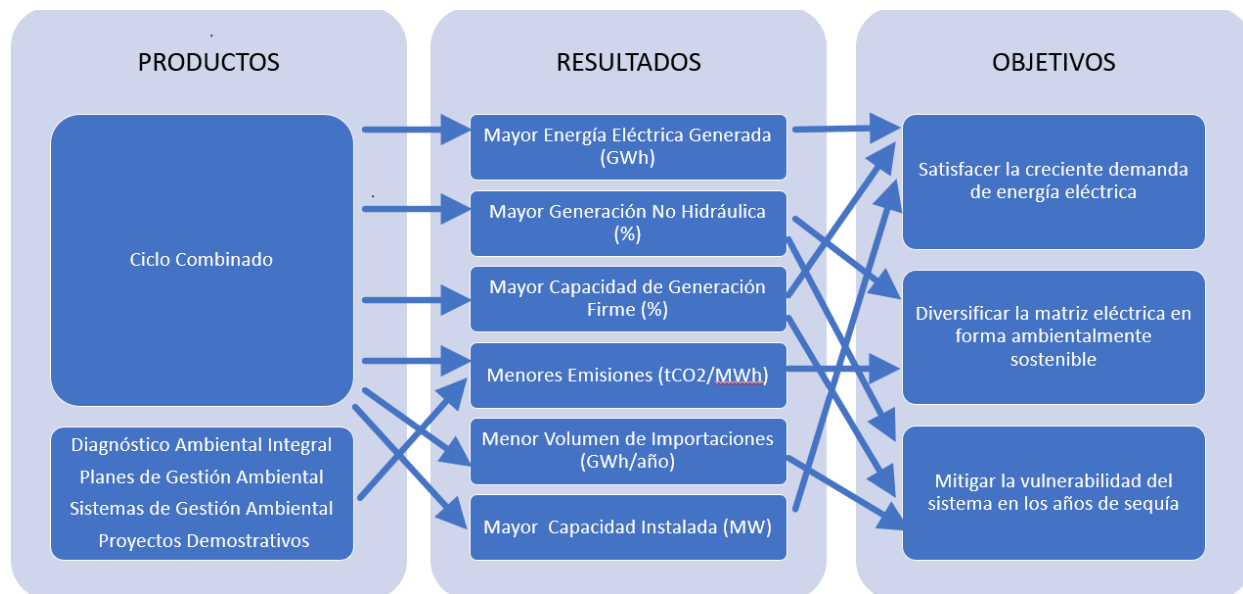 PRODUCTOS
Ciclo Combinado
Diagnóstico Ambiental Integral
Planes de Gestión Ambiental
Sistemas de Gestión Ambiental
Proyectos Demostrativos
RESULTADOS
Mayor Energía Eléctrica Generada
(GWh)
Mayor Generación No Hidráulica
(%)
Mayor Capacidad de Generación
Firme (%)
Menores Emisiones (tCO2/MWh)
Menor Volumen de Importaciones
(GWh/año)
Mayor Capacidad Instalada (MW)
OBJETIVOS
Satisfacer la creciente demanda
de energía eléctrica
Diversificar la matriz eléctrica en
forma ambientalmente
sostenible
Mitigar la vulnerabilidad del
sistema en los años de sequía